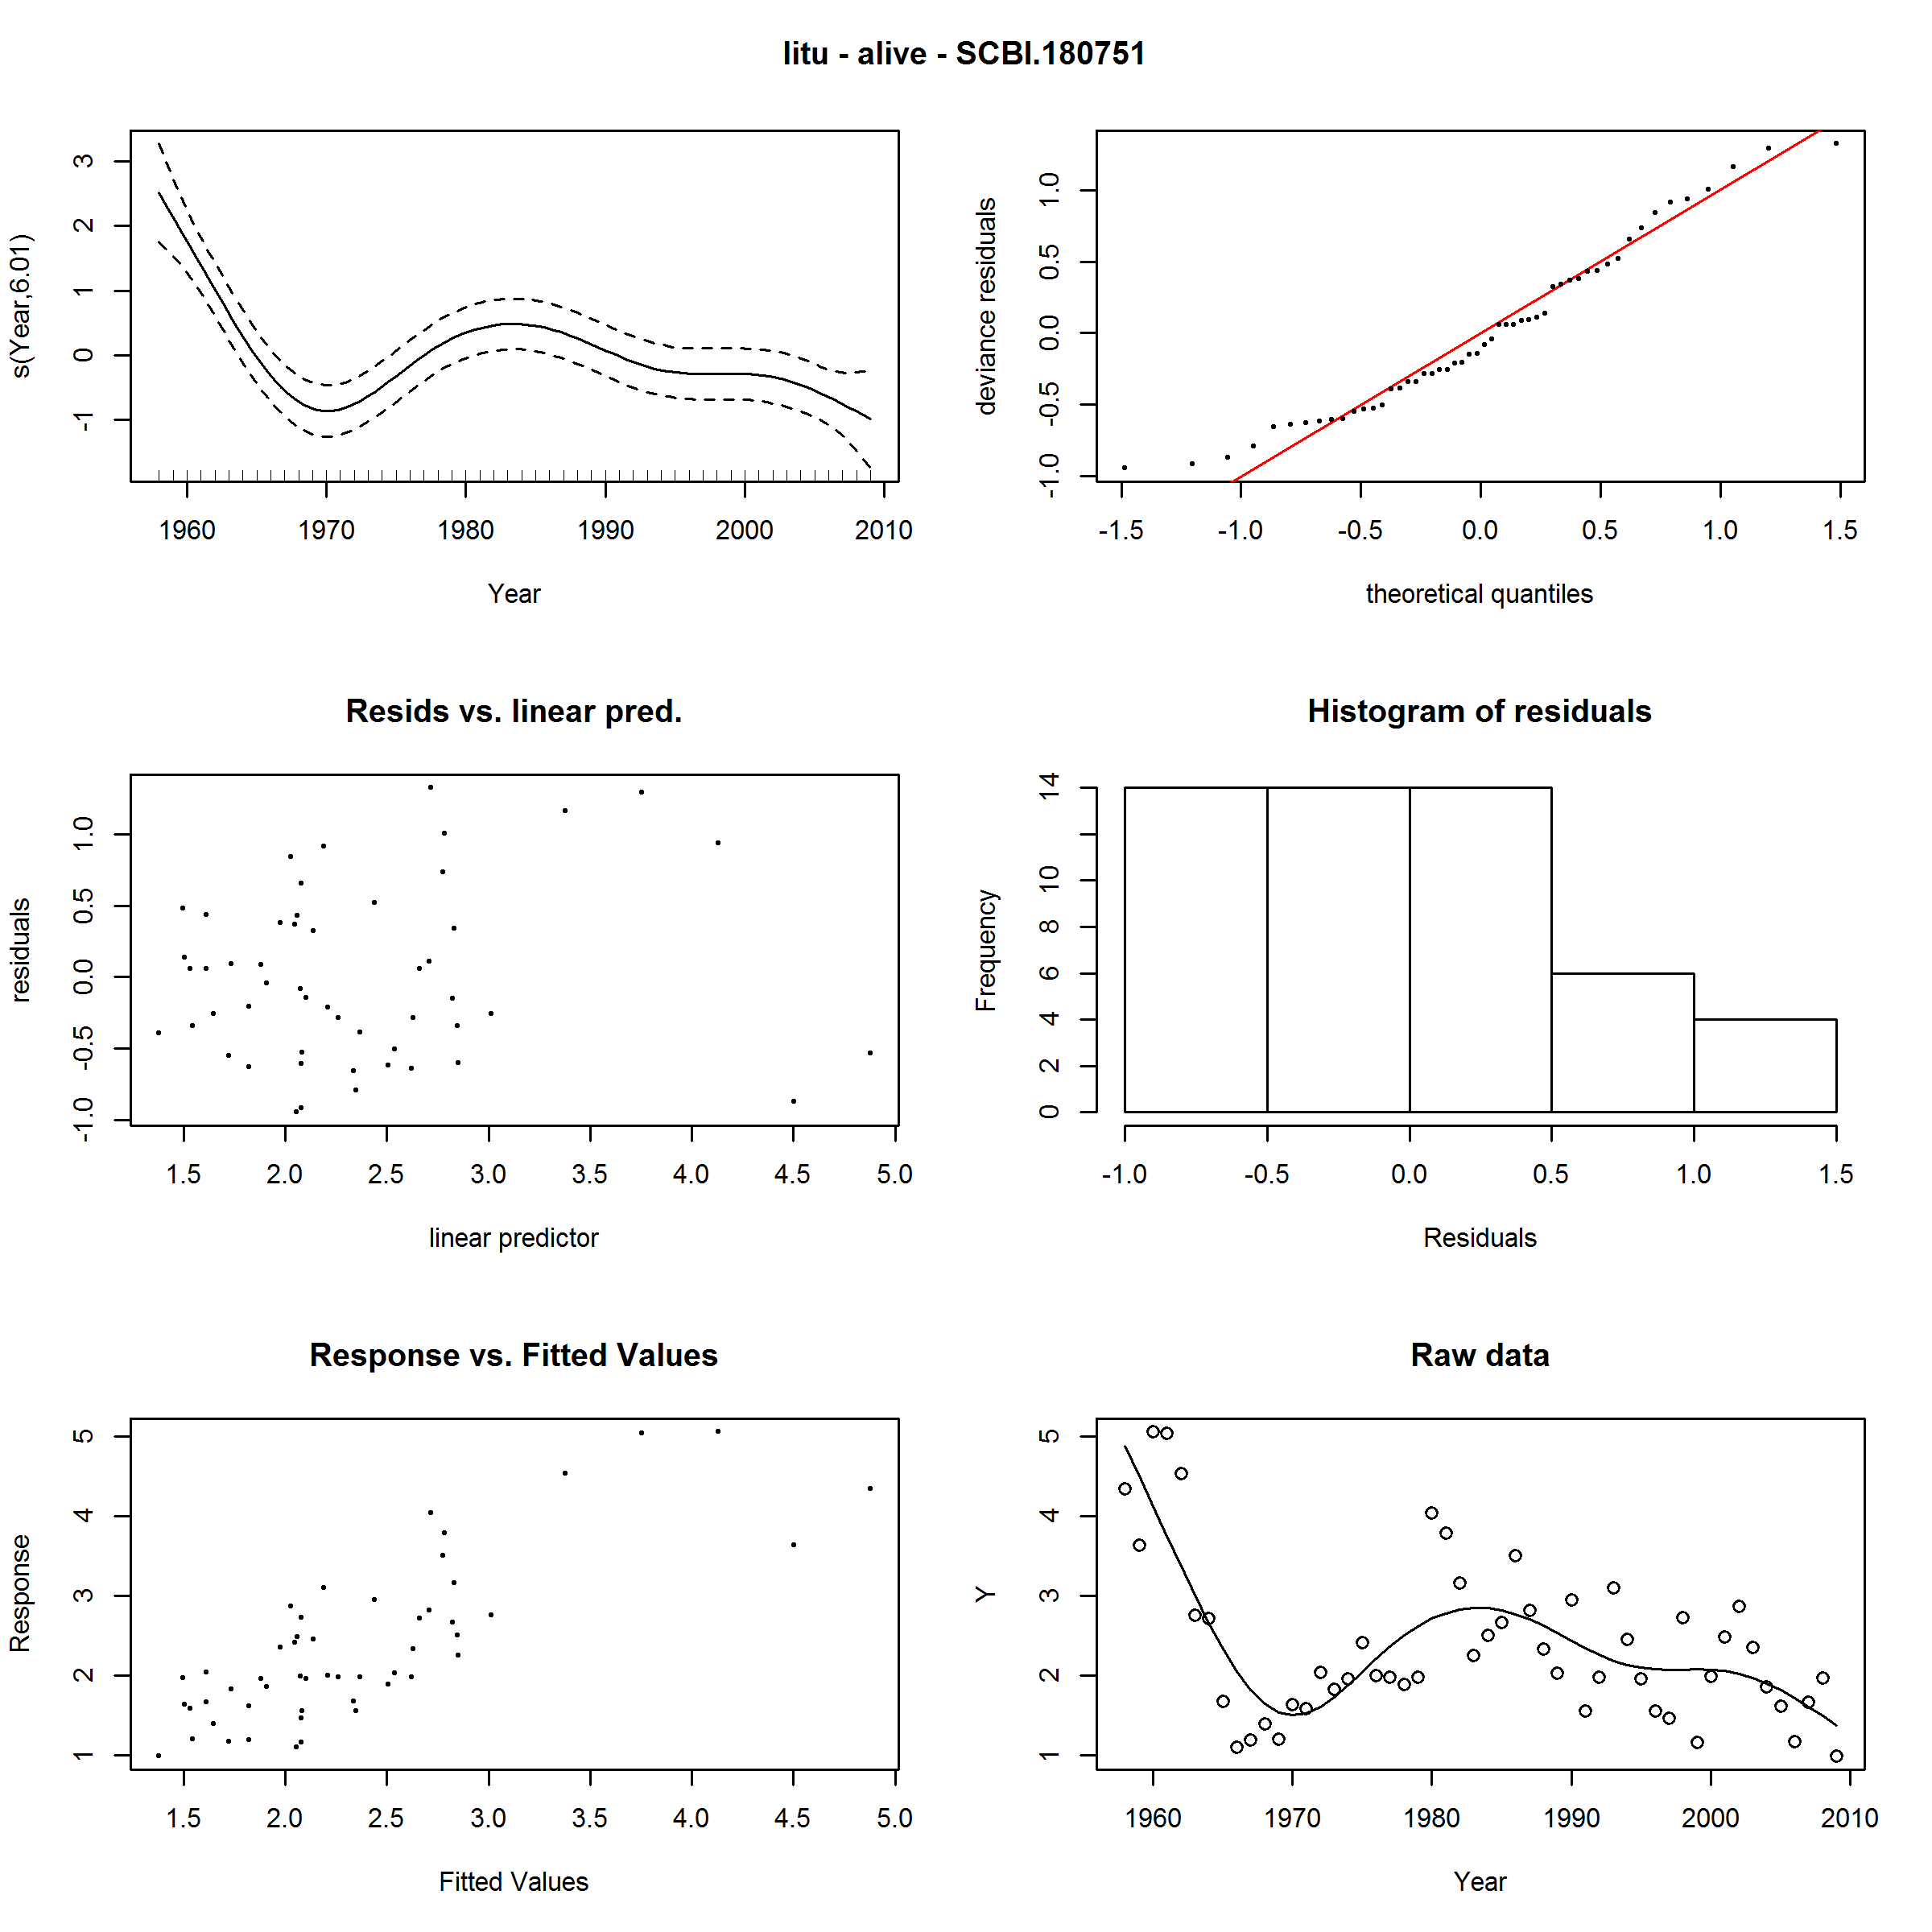 litu - alive - SCBI.180751
s(Year,6.01)
3
2
1
0
-1
1960 1970 1980 1990 2000 2010
Year
deviance residuals
1.0
0.5
0.0
-0.5
-1.0
-1.5 -1.0 -0.5 0.0 0.5 1.0 1.5
theoretical quantiles
Resids vs. linear pred.
residuals
1.0
0.5
0.0
-0.5
-1.0
1.5 2.0 2.5 3.0 3.5 4.0 4.5 5.0
linear predictor
Histogram of residuals
Frequency
14
10
8
6
4
2
0
-1.0 -0.5 0.0 0.5 1.0 1.5
Residuals
Response vs. Fitted Values
Response
5
4
3
2
1
1.5 2.0 2.5 3.0 3.5 4.0 4.5 5.0
Fitted Values
Raw data
Y
5
4
3
2
1
1960 1970 1980 1990 2000 2010
Year